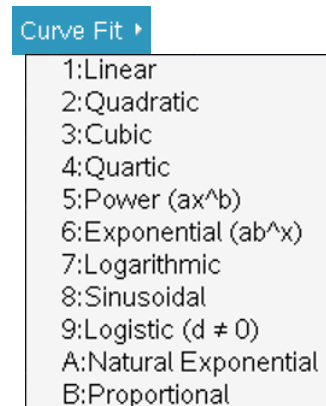 Curve Fit ▸
1:Linear
2:Quadratic
3:Cubic
4:Quartic
5:Power (ax^b)
6:Exponential (ab^x)
7:Logarithmic
8:Sinusoidal
9:Logistic (d ≠ 0)
A:Natural Exponential
B:Proportional